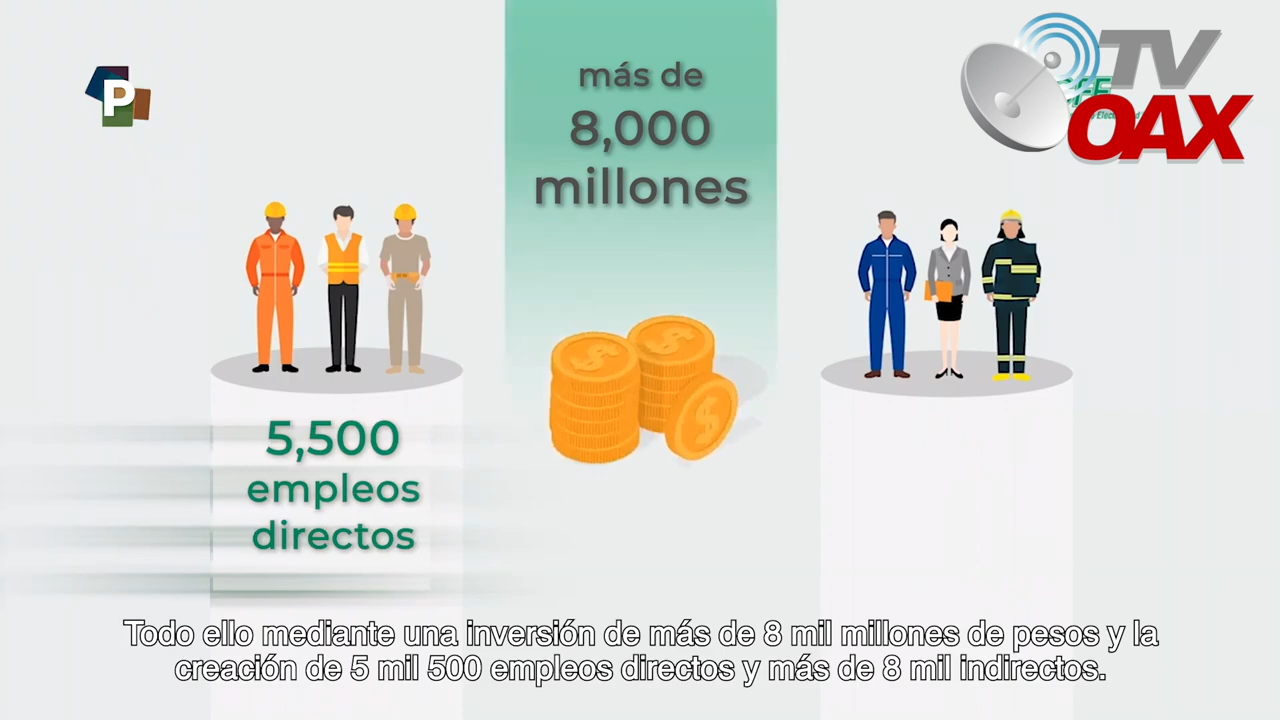 P
más de
8,000
millones
TV
OAX
5,500
empleos
directos
Todo ello mediante una inversión de más de 8 mil millones de pesos y la
creación de 5 mil 500 empleos directos y más de 8 mil indirectos.